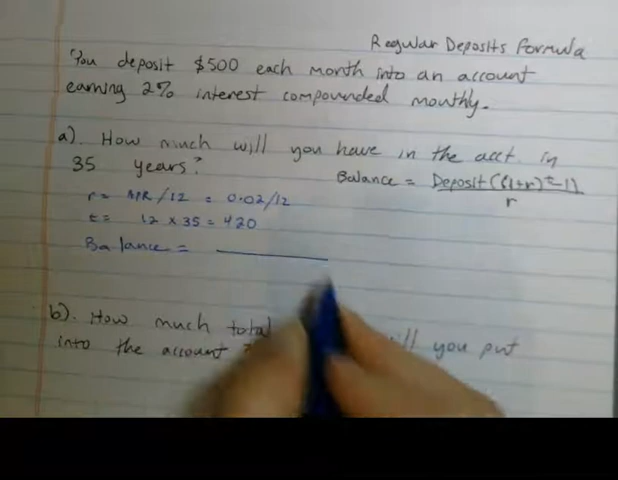 Regular Deposits Formula
You deposit $500 each month into an account
earning 2% interest compounded monthly.
a). How much will you have in the acct. in
35 years?
Balance = Deposit((1+r)^t-1)
r
r = APR/12 = 0.02/12
t = 12 x 35 = 420
Balance =
b). How much total will you put
into the account